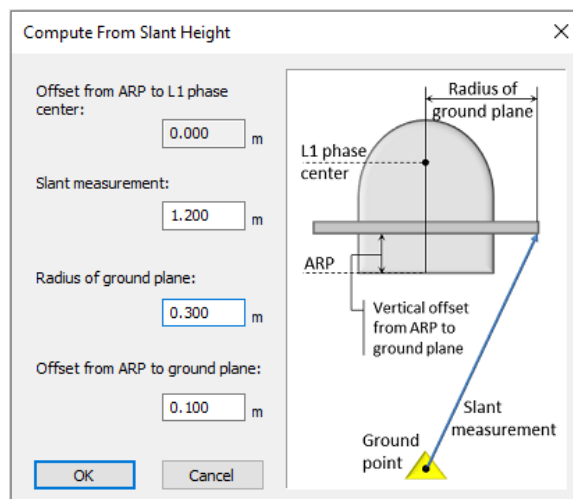 Compute From Slant Height
Offset from ARP to L1 phase
center:
0.000 m
Slant measurement:
1.200 m
Radius of ground plane:
0.300 m
Offset from ARP to ground plane:
0.100 m
OK
Cancel
Radius of
ground plane
L1 phase
center
ARP
Vertical offset
from ARP to
ground plane
Slant
measurement
Ground
point